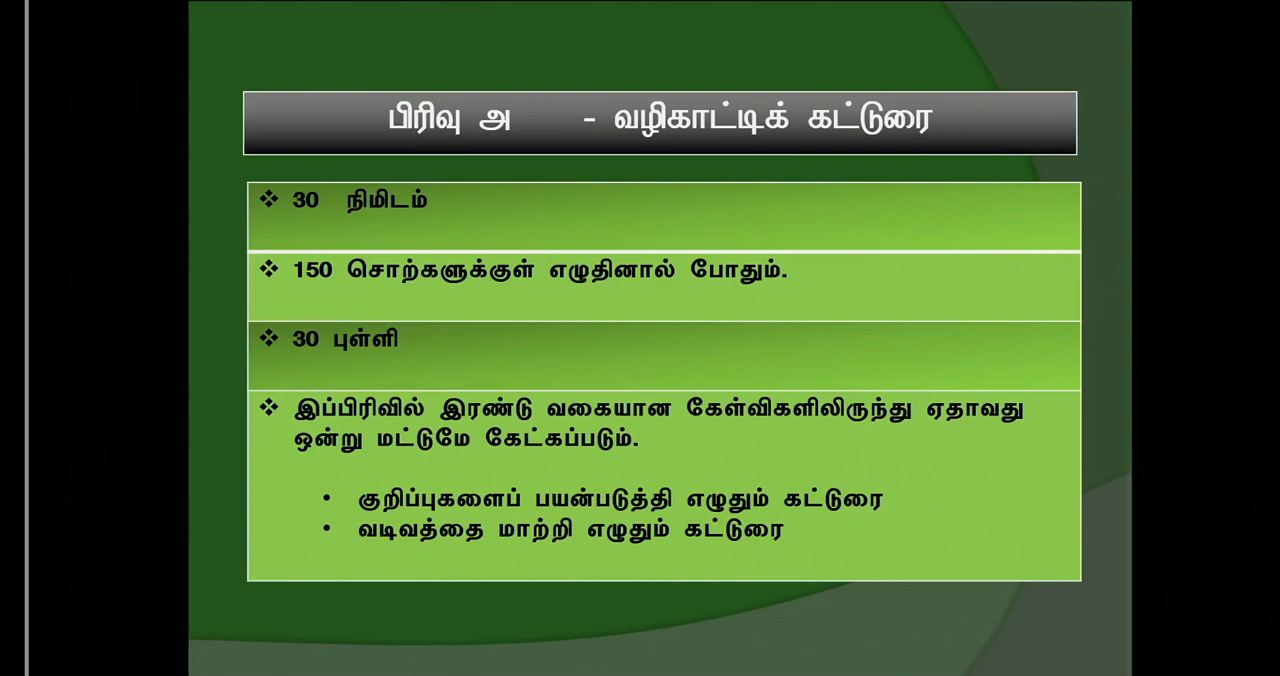 பிரிவு அ - வழிகாட்டிக் கட்டுரை
❖ 30 நிமிடம்
❖ 150 சொற்களுக்குள் எழுதினால் போதும்.
❖ 30 புள்ளி
❖ இப்பிரிவில் இரண்டு வகையான கேள்விகளிலிருந்து ஏதாவது
ஒன்று மட்டுமே கேட்கப்படும்.
• குறிப்புகளைப் பயன்படுத்தி எழுதும் கட்டுரை
• வடிவத்தை மாற்றி எழுதும் கட்டுரை